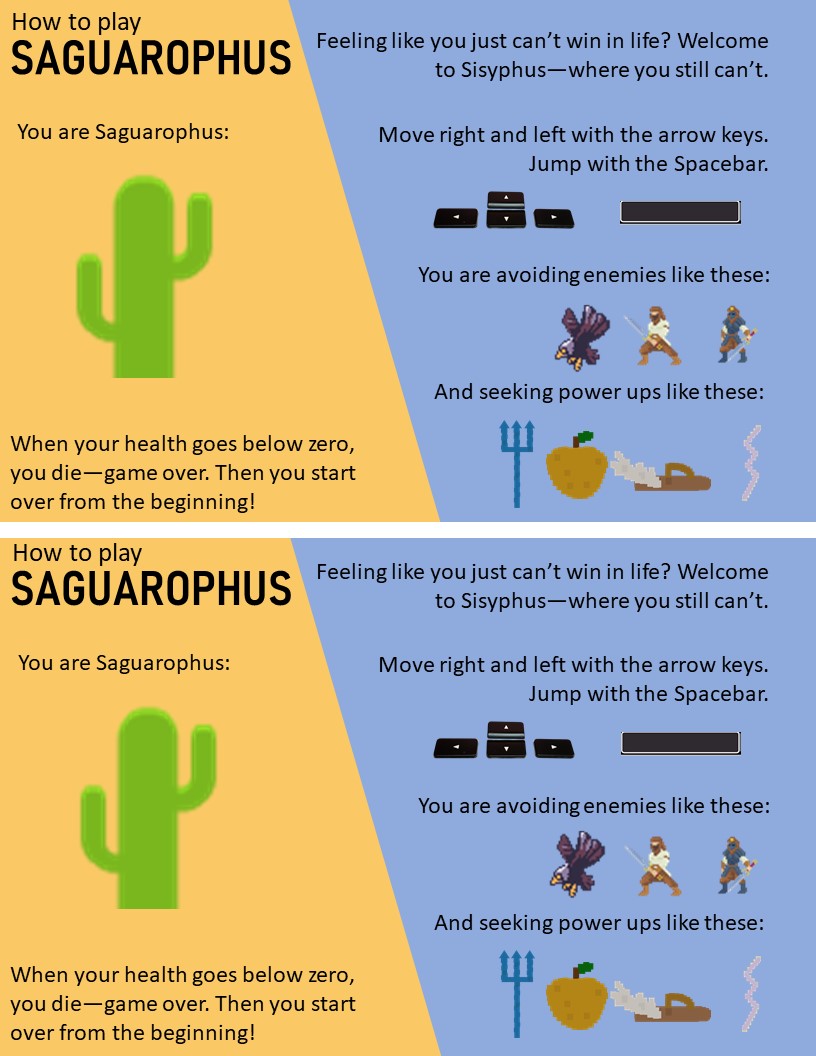 How to play
SAGUAROPHUS
Feeling like you just can't win in life? Welcome
to Sisyphus—where you still can't.
You are Saguarophus:
Move right and left with the arrow keys.
Jump with the Spacebar.
You are avoiding enemies like these:
And seeking power ups like these:
When your health goes below zero,
you die—game over. Then you start
over from the beginning!
How to play
SAGUAROPHUS
Feeling like you just can't win in life? Welcome
to Sisyphus—where you still can't.
You are Saguarophus:
Move right and left with the arrow keys.
Jump with the Spacebar.
You are avoiding enemies like these:
And seeking power ups like these:
When your health goes below zero,
you die—game over. Then you start
over from the beginning!